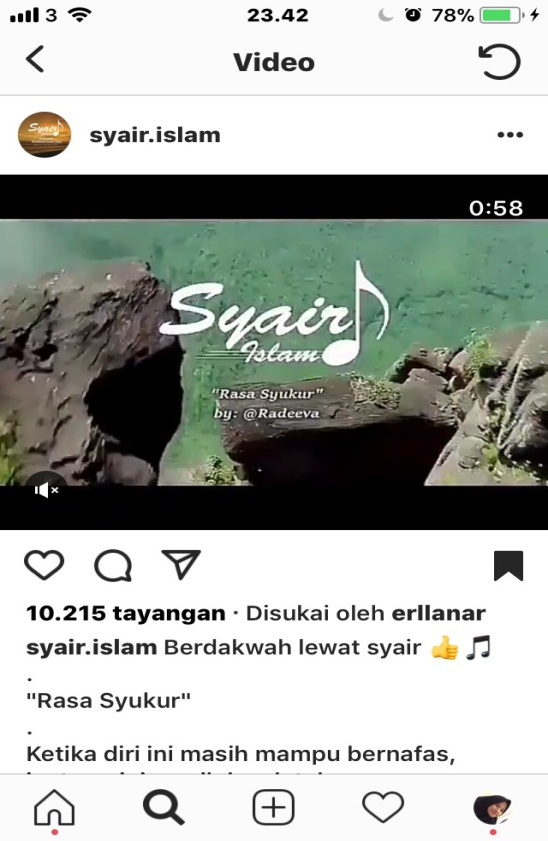 3
23.42
78%
Video
syair.islam
0:58
Syair
Islam
"Rasa Syukur"
by: @Radeeva
10.215 tayangan · Disukai oleh erllanar
syair.islam Berdakwah lewat syair 👍🎵
.
"Rasa Syukur"
.
Ketika diri ini masih mampu bernafas,